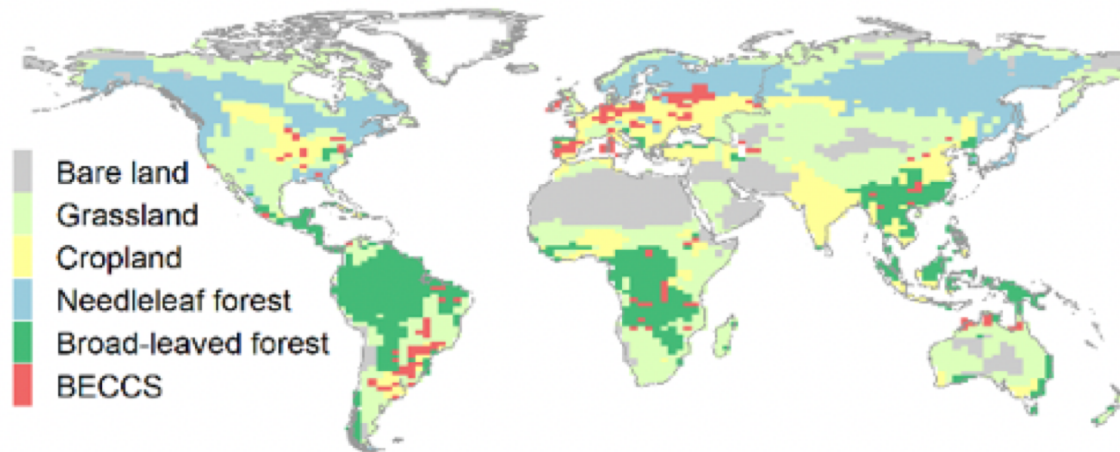 Bare land
Grassland
Cropland
Needleleaf forest
Broad-leaved forest
BECCS